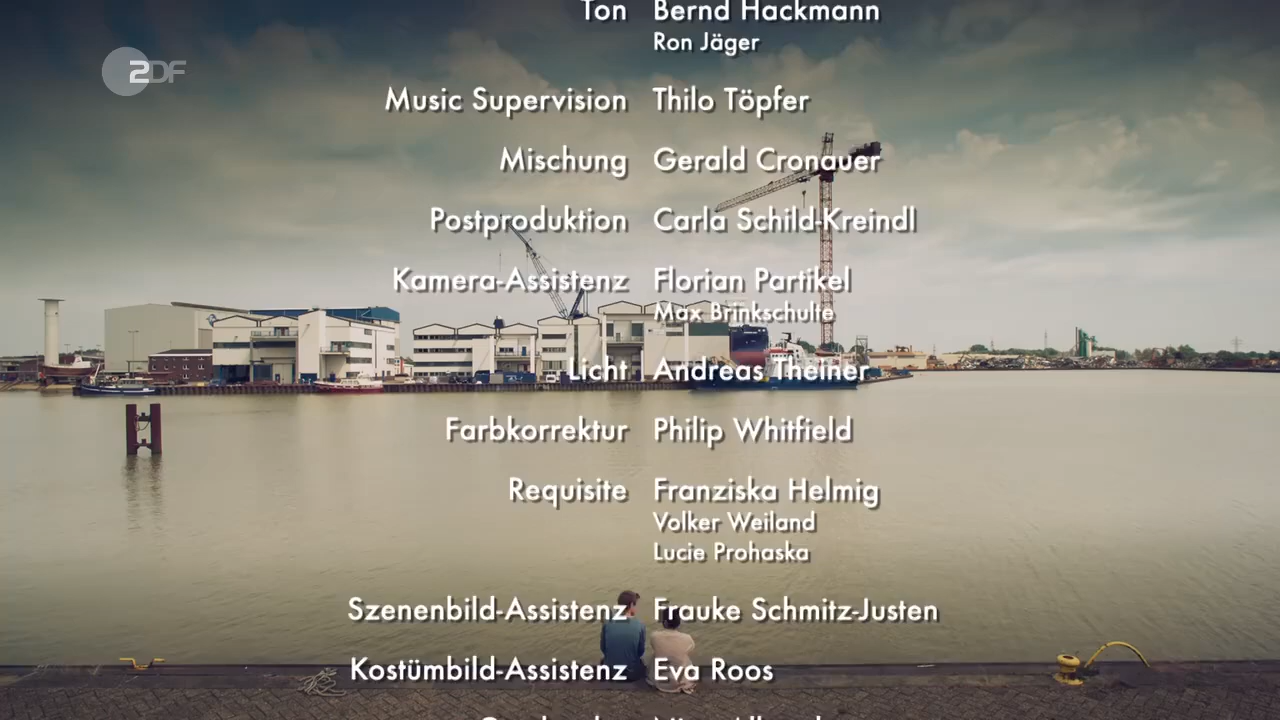 Ton Bernd Hackmann
Ron Jäger
ZDF
Music Supervision Thilo Töpfer
Mischung Gerald Cronauer
Postproduktion Carla Schild-Kreindl
Kamera-Assistenz Florian Partikel
Max Brinkschulte
Licht Andreas Theiner
Farbkorrektur Philip Whitfield
Requisite Franziska Helmig
Volker Weiland
Lucie Prohaska
Szenenbild-Assistenz Frauke Schmitz-Justen
Kostümbild-Assistenz Eva Roos